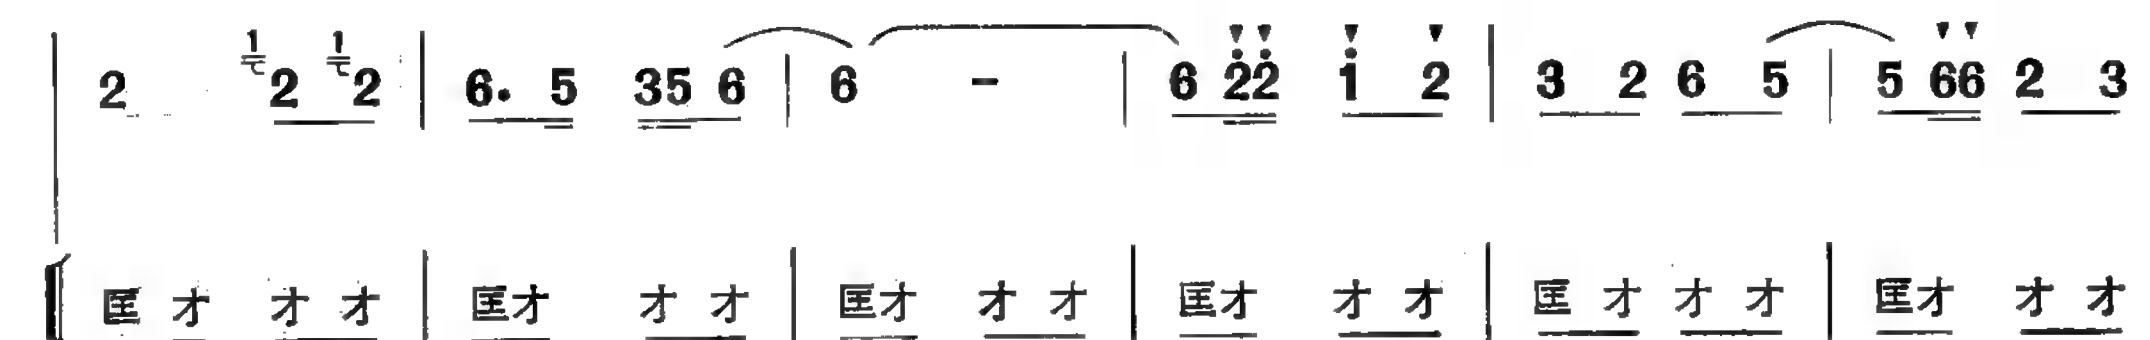 2 1 2 1 2 | 6. 5 35 6 | 6 - | 6 22 1 2 | 3 2 6 5 | 5 66 2 3
匡 才 才 才 | 匡才 才 才 | 匡才 才 才 | 匡才 才 才 | 匡 才 才 才 | 匡才 才 才